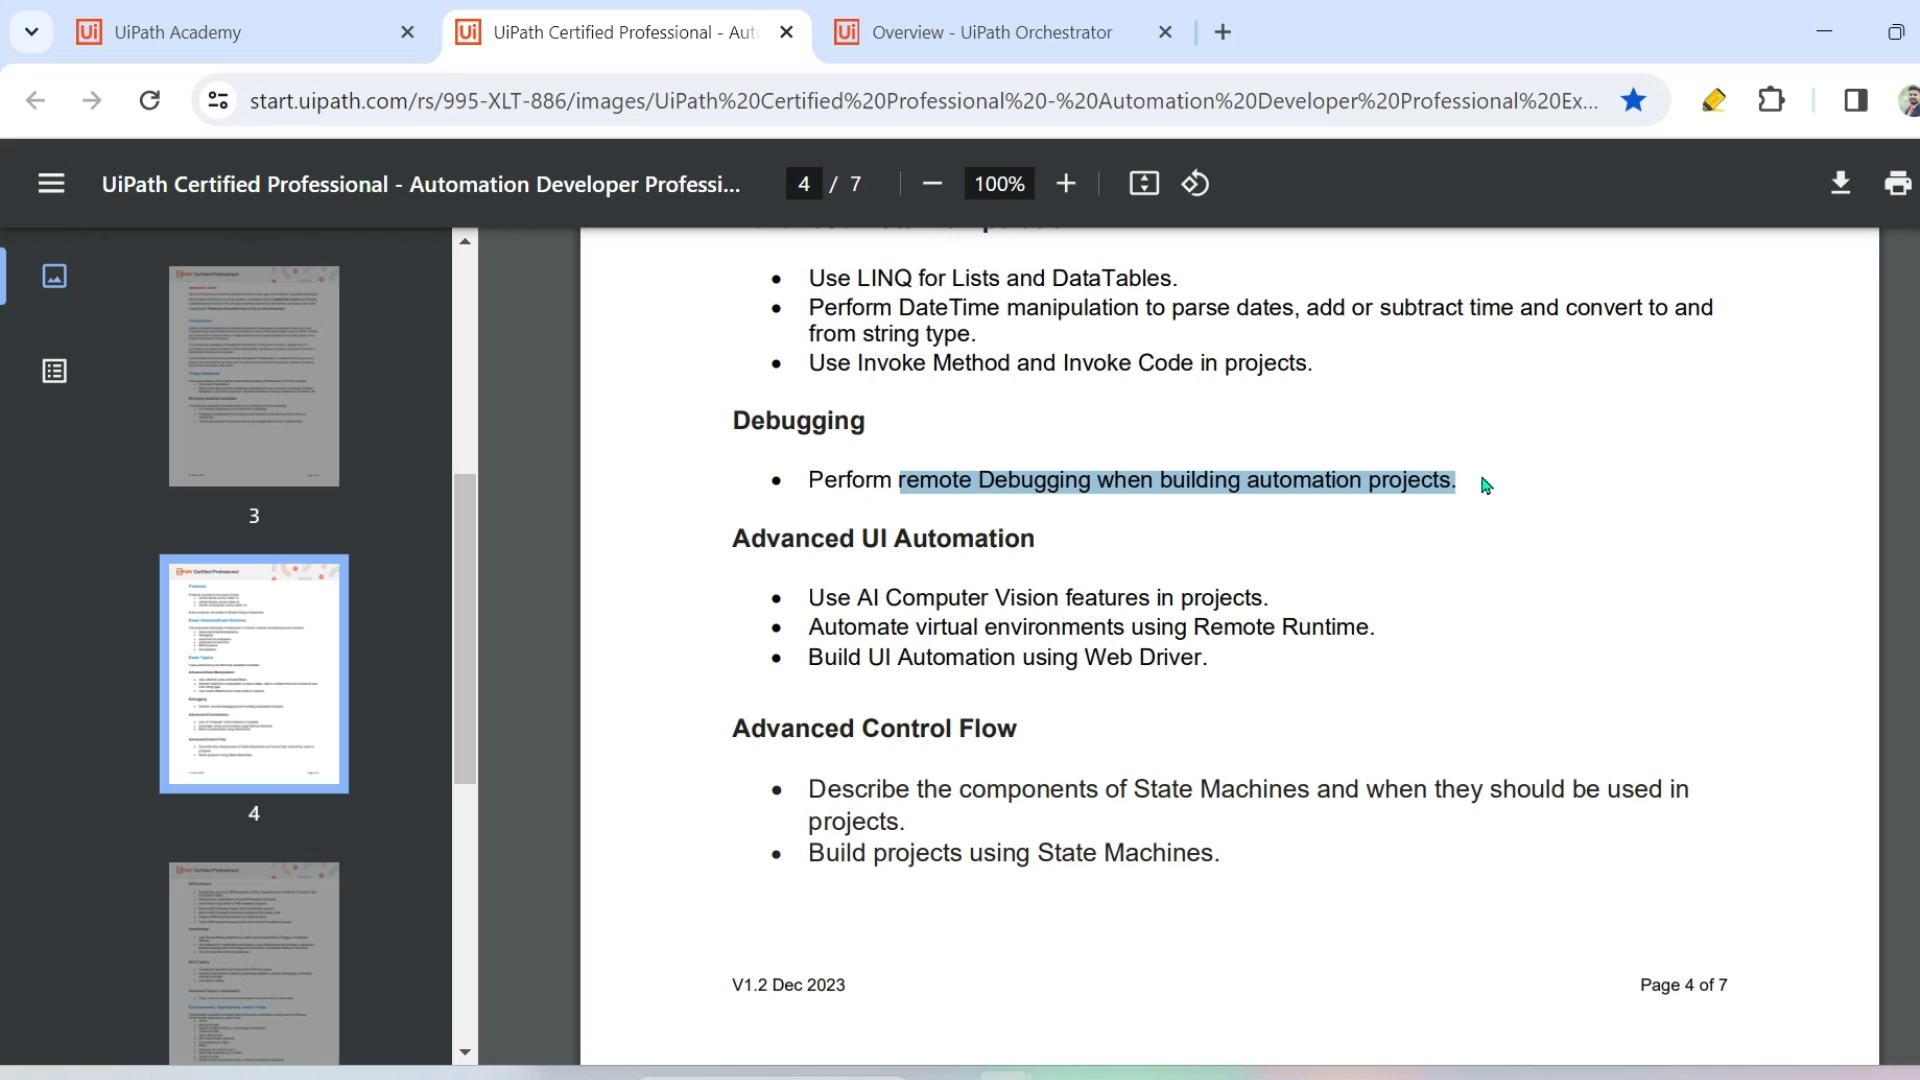 UiPath Academy
UiPath Certified Professional - Aut
Overview - UiPath Orchestrator
start.uipath.com/rs/995-XLT-886/images/UiPath%20Certified%20Professional%20-%20Automation%20Developer%20Professional%20Ex...
UiPath Certified Professional - Automation Developer Professi...
4 / 7
100%
Use LINQ for Lists and DataTables.
Perform DateTime manipulation to parse dates, add or subtract time and convert to and
from string type.
Use Invoke Method and Invoke Code in projects.
Debugging
Perform remote Debugging when building automation projects.
Advanced UI Automation
Use AI Computer Vision features in projects.
Automate virtual environments using Remote Runtime.
Build UI Automation using Web Driver.
Advanced Control Flow
Describe the components of State Machines and when they should be used in
projects.
Build projects using State Machines.
V1.2 Dec 2023
Page 4 of 7
3
4